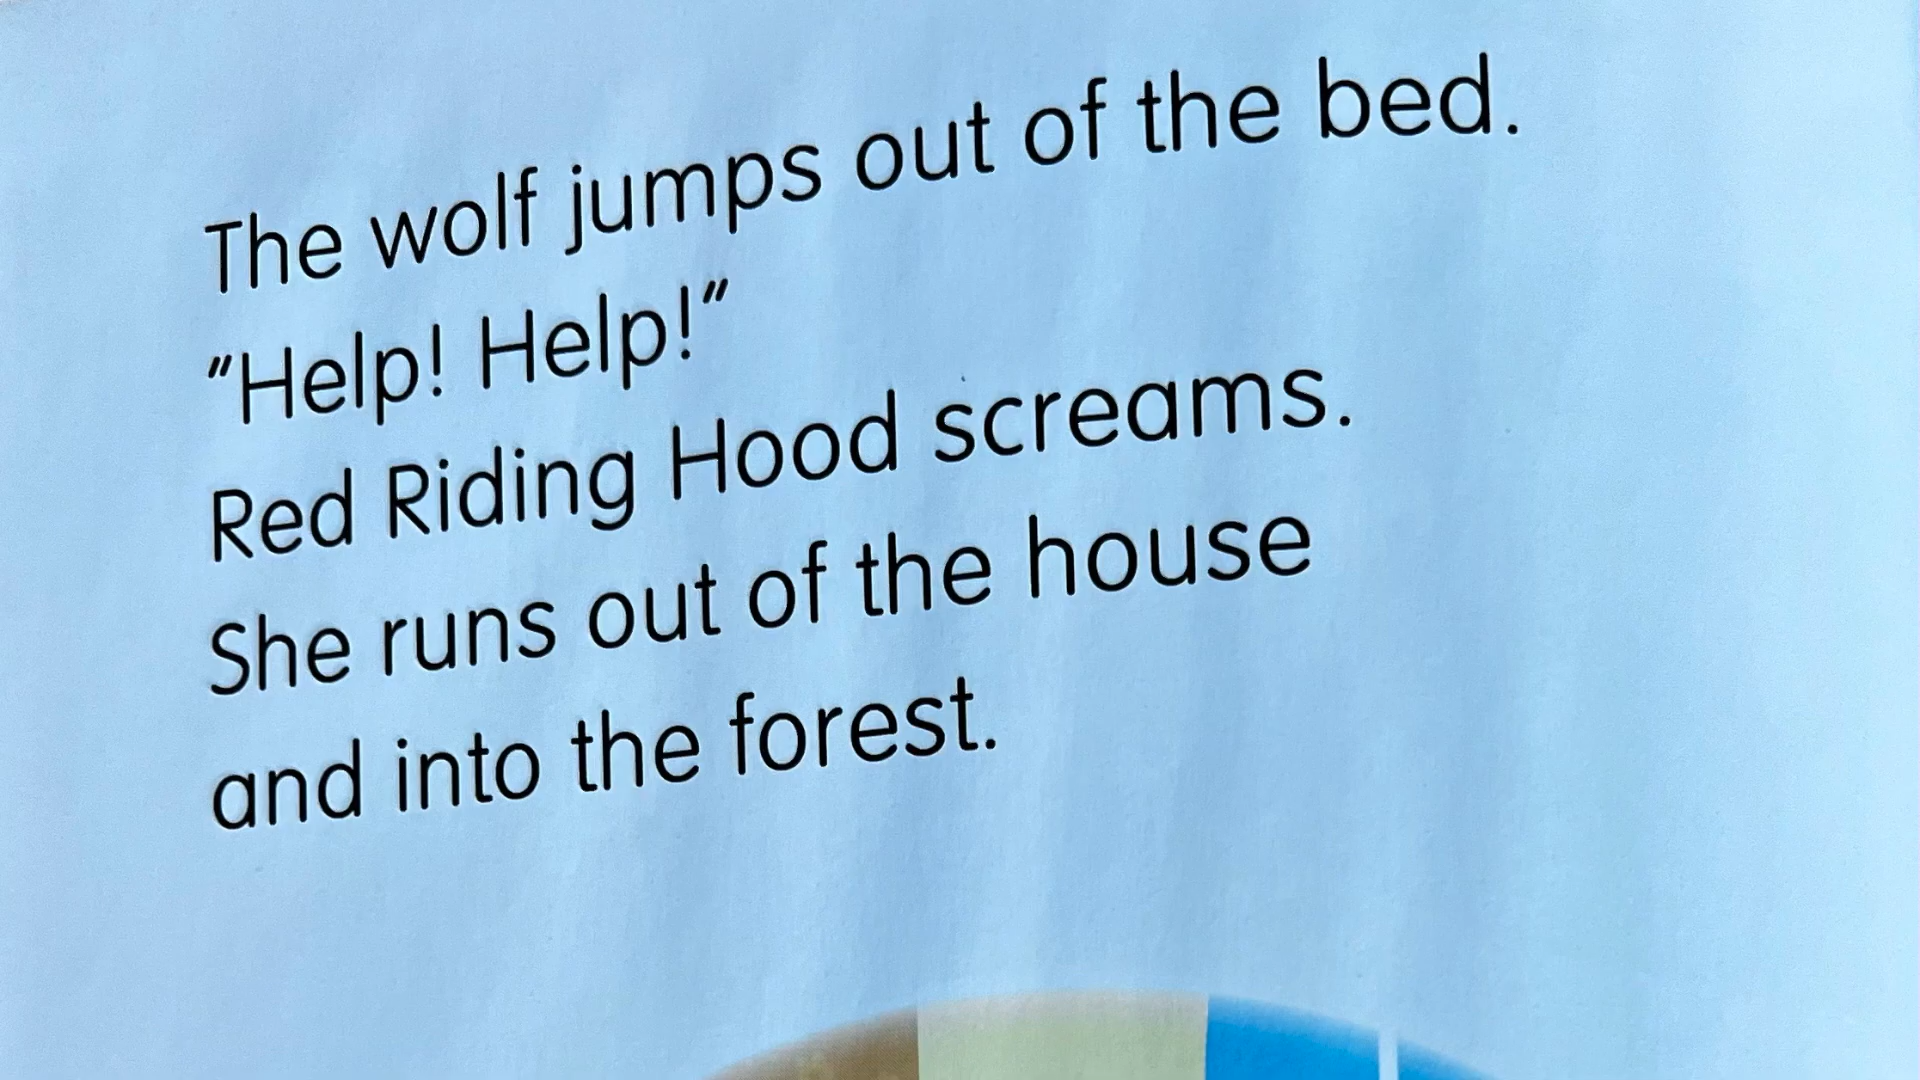 The wolf jumps out of the bed.
"Help! Help!"
Red Riding Hood screams.
She runs out of the house
and into the forest.